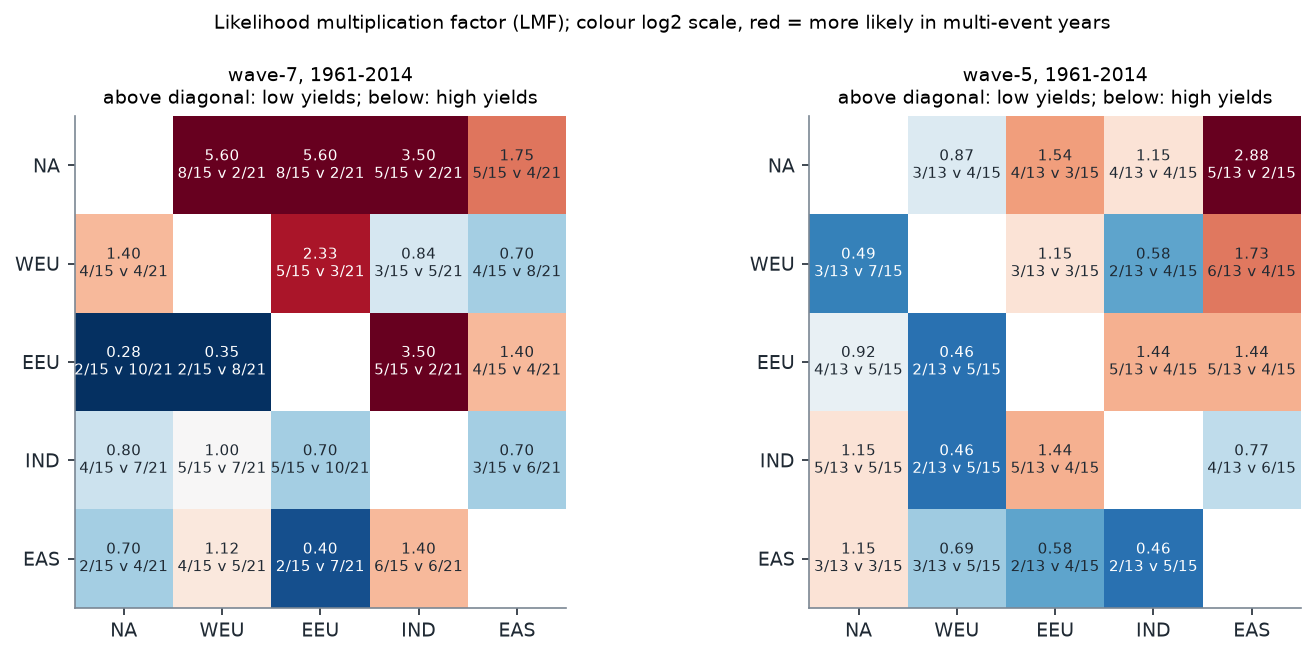 Likelihood multiplication factor (LMF); colour log2 scale, red = more likely in multi-event years
wave-7, 1961-2014
above diagonal: low yields; below: high yields
NA
5.60
8/15 v 2/21
5.60
8/15 v 2/21
3.50
5/15 v 2/21
1.75
5/15 v 4/21
WEU
1.40
4/15 v 4/21
2.33
5/15 v 3/21
0.84
3/15 v 5/21
0.70
4/15 v 8/21
EEU
0.28
2/15 v 10/21
0.35
2/15 v 8/21
3.50
5/15 v 2/21
1.40
4/15 v 4/21
IND
0.80
4/15 v 7/21
1.00
5/15 v 7/21
0.70
5/15 v 10/21
0.70
3/15 v 6/21
EAS
0.70
2/15 v 4/21
1.12
4/15 v 5/21
0.40
2/15 v 7/21
1.40
6/15 v 6/21
NA WEU EEU IND EAS
wave-5, 1961-2014
above diagonal: low yields; below: high yields
NA
0.87
3/13 v 4/15
1.54
4/13 v 3/15
1.15
4/13 v 4/15
2.88
5/13 v 2/15
WEU
0.49
3/13 v 7/15
1.15
3/13 v 3/15
0.58
2/13 v 4/15
1.73
6/13 v 4/15
EEU
0.92
4/13 v 5/15
0.46
2/13 v 5/15
1.44
5/13 v 4/15
1.44
5/13 v 4/15
IND
1.15
5/13 v 5/15
0.46
2/13 v 5/15
1.44
5/13 v 4/15
0.77
4/13 v 6/15
EAS
1.15
3/13 v 3/15
0.69
3/13 v 5/15
0.58
2/13 v 4/15
0.46
2/13 v 5/15
NA WEU EEU IND EAS